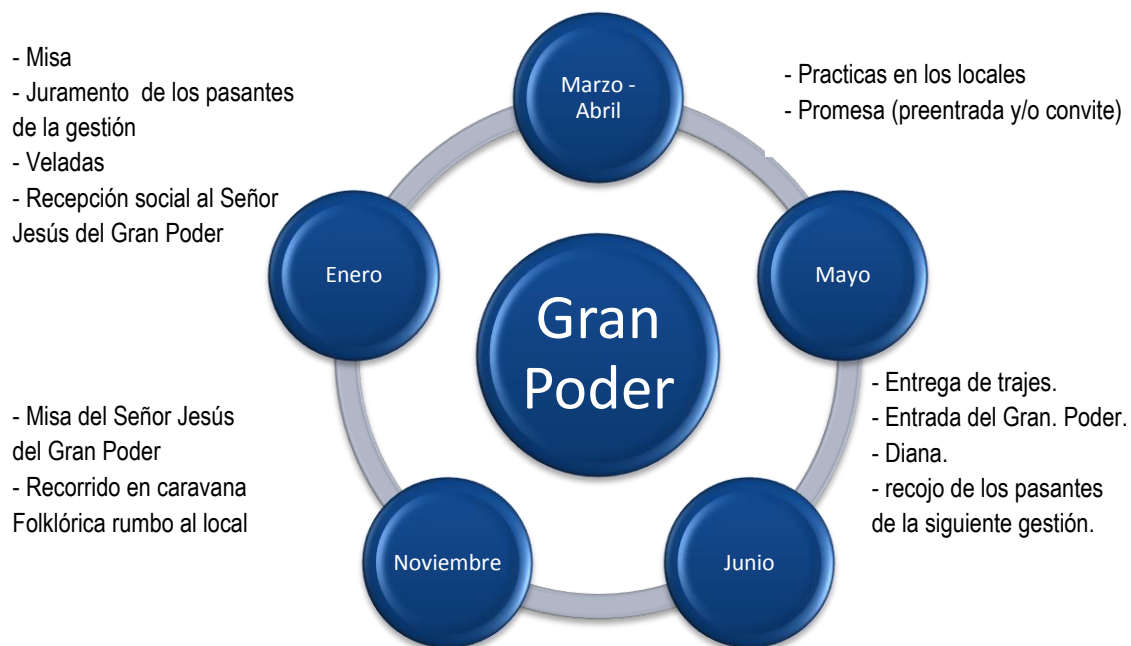 - Misa
- Juramento de los pasantes
de la gestión
- Veladas
- Recepción social al Señor
Jesús del Gran Poder
Marzo -
Abril
- Practicas en los locales
- Promesa (preentrada y/o convite)
Enero
Gran
Poder
Mayo
- Misa del Señor Jesús
del Gran Poder
- Recorrido en caravana
Folklórica rumbo al local
- Entrega de trajes.
- Entrada del Gran. Poder.
- Diana.
- recojo de los pasantes
de la siguiente gestión.
Noviembre
Junio